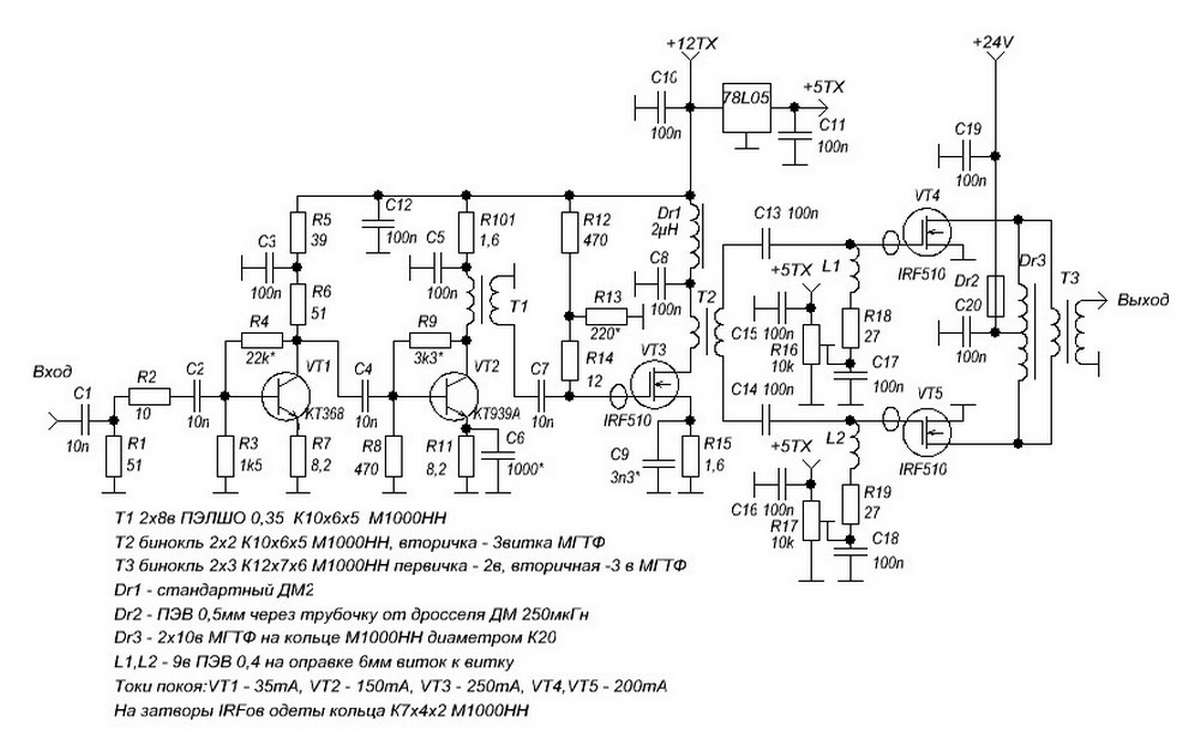 +12TX
+24V
C10
100n
78L05
+5TX
C11
100n
C19
100n
R5
39
C12
100n
R101
1,6
R12
470
Dr1
2µH
C13 100n
VT4
IRF510
C3
100n
R6
51
C5
100n
T1
C8
100n
T2
+5TX
L1
Dr2
Dr3
T3
C20
100n
Выход
R4
22k*
R9
3k3*
R13
220*
C15
100n
R16
10k
R18
27
C17
100n
Вход
C1
10n
R2
10
C2
10n
VT1
КТ368
C4
10n
VT2
КТ939А
C7
10n
R14
12
VT3
IRF510
C14 100n
VT5
IRF510
R1
51
R3
1k5
R7
8,2
R8
470
R11
8,2
C6
1000*
C9
3n3*
R15
1,6
+5TX
L2
C16
100n
R17
10k
R19
27
C18
100n
T1 2х8в ПЭЛШО 0,35 К10х6х5 М1000НН
T2 бинокль 2х2 К10х6х5 М1000НН, вторичка - 3витка МГТФ
T3 бинокль 2х3 К12х7х6 М1000НН первичка - 2в, вторичная -3 в МГТФ
Dr1 - стандартный ДМ2
Dr2 - ПЭВ 0,5мм через трубочку от дросселя ДМ 250мкГн
Dr3 - 2х10в МГТФ на кольце М1000НН диаметром К20
L1,L2 - 9в ПЭВ 0,4 на оправке 6мм виток к витку
Токи покоя:VT1 - 35mA, VT2 - 150mA, VT3 - 250mA, VT4,VT5 - 200mA
На затворы IRFов одеты кольца К7х4х2 М1000НН